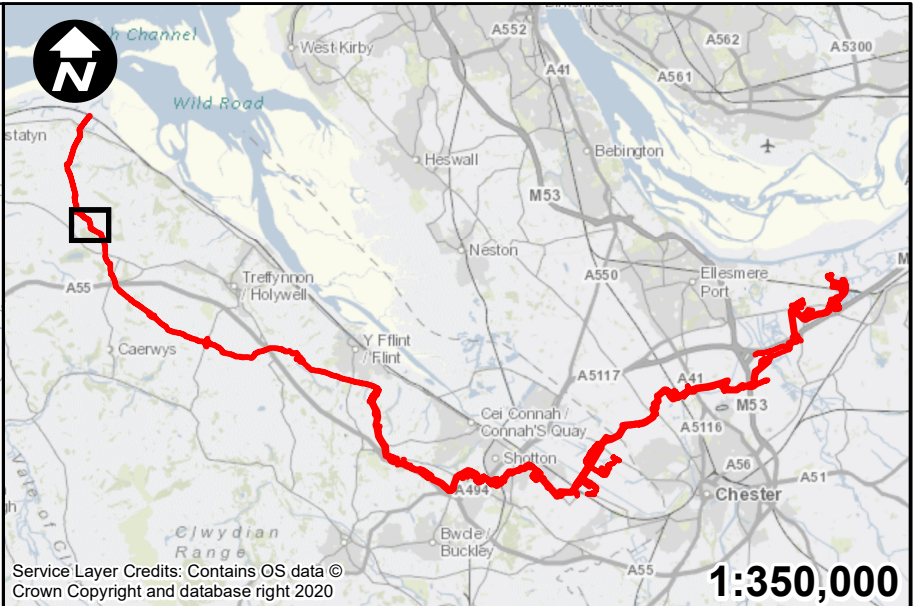 A552
A562
h Channel
West Kirby
A5300
N
A41
A561
Wild Road
statyn
Heswall
Bebington
M53
Neston
A550
Ellesmere
Port
M
A55
Treffynnon
/ Holywell
Caerwys
Y Fflint
/ Flint
A5117
A41
M53
Cei Connah /
Connah'S Quay
A5116
Shotton
A56
A51
A494
Chester
Clwydian
Range
Bwcle /
Buckley
A55
Service Layer Credits: Contains OS data ©
Crown Copyright and database right 2020
1:350,000